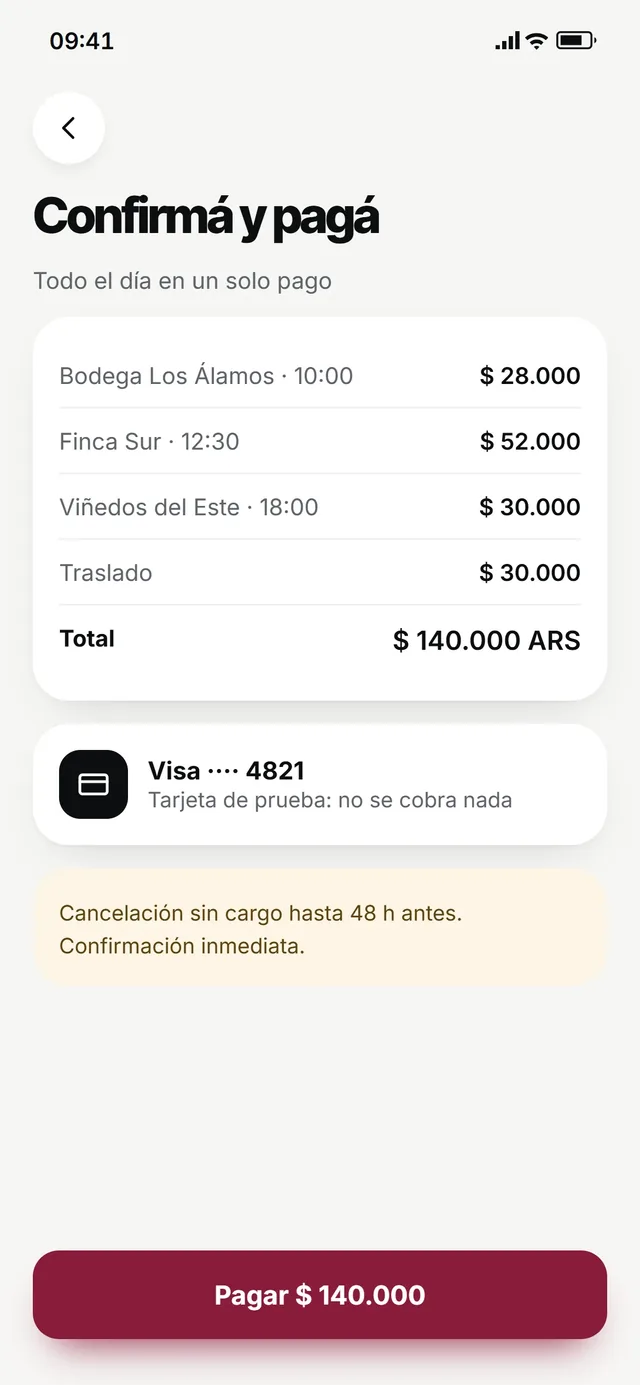 09:41
Confirmá y pagá
Todo el día en un solo pago
Bodega Los Álamos · 10:00 $ 28.000
Finca Sur · 12:30 $ 52.000
Viñedos del Este · 18:00 $ 30.000
Traslado $ 30.000
Total $ 140.000 ARS
Visa ···· 4821
Tarjeta de prueba: no se cobra nada
Cancelación sin cargo hasta 48 h antes.
Confirmación inmediata.
Pagar $ 140.000